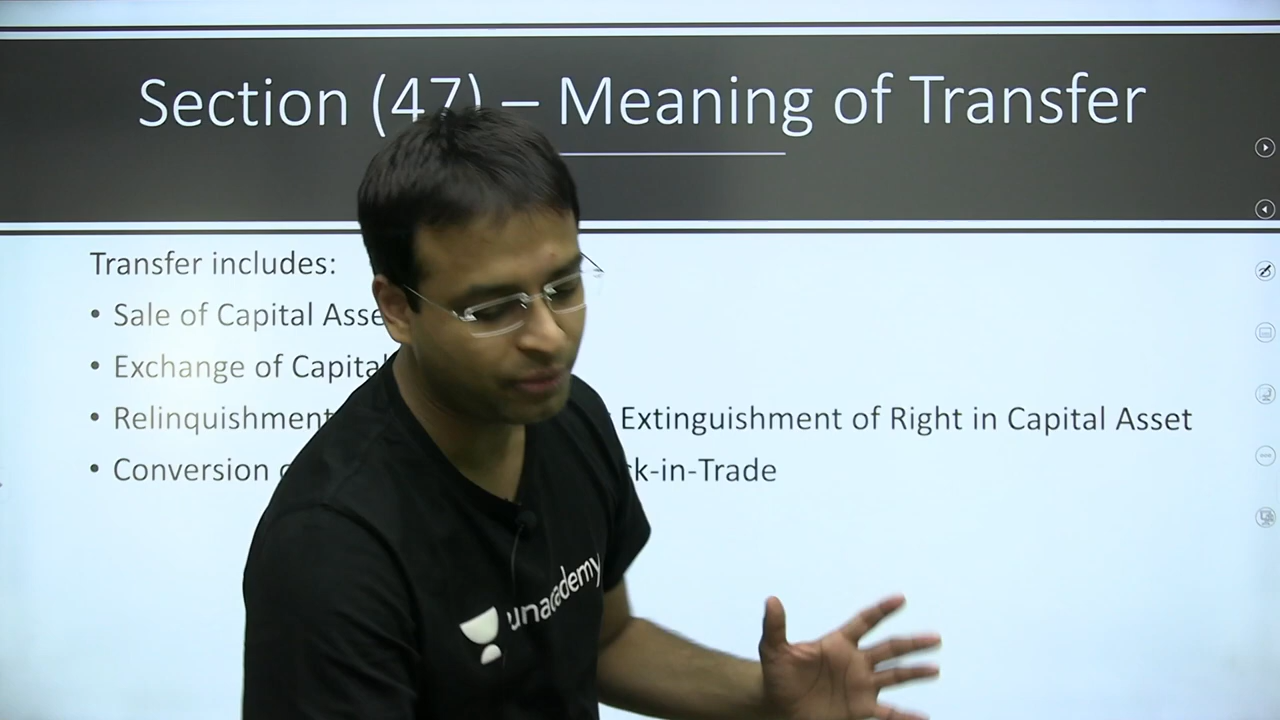 Section (47) – Meaning of Transfer
Transfer includes:
• Sale of Capital Asse
• Exchange of Capital
• Relinquishment Extinguishment of Right in Capital Asset
• Conversion k-in-Trade
unacademy